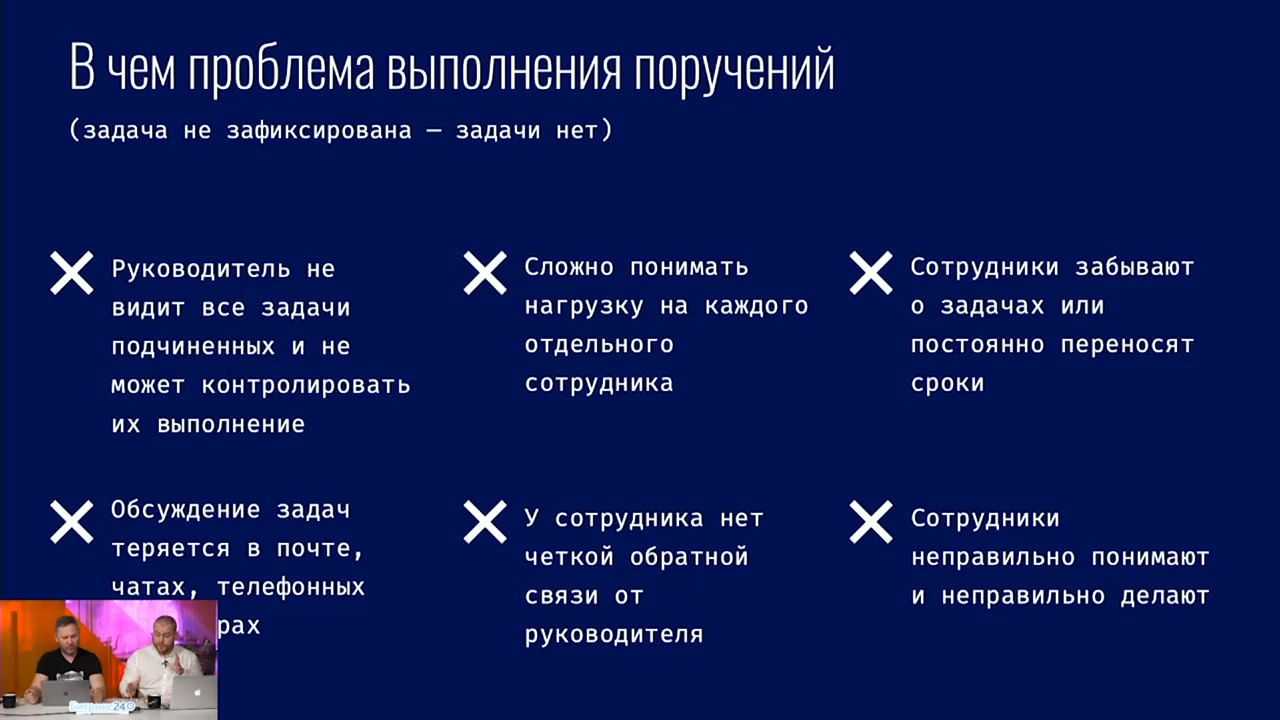 В чем проблема выполнения поручений
(задача не зафиксирована — задачи нет)
Руководитель не
видит все задачи
подчиненных и не
может контролировать
их выполнение
Сложно понимать
нагрузку на каждого
отдельного
сотрудника
Сотрудники забывают
о задачах или
постоянно переносят
сроки
Обсуждение задач
теряется в почте,
чатах, телефонных
рах
У сотрудника нет
четкой обратной
связи от
руководителя
Сотрудники
неправильно понимают
и неправильно делают
Битрикс24